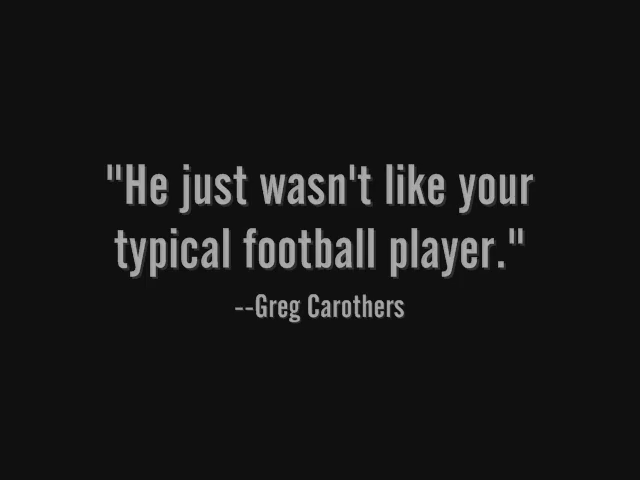 "He just wasn't like your
typical football player."
--Greg Carothers